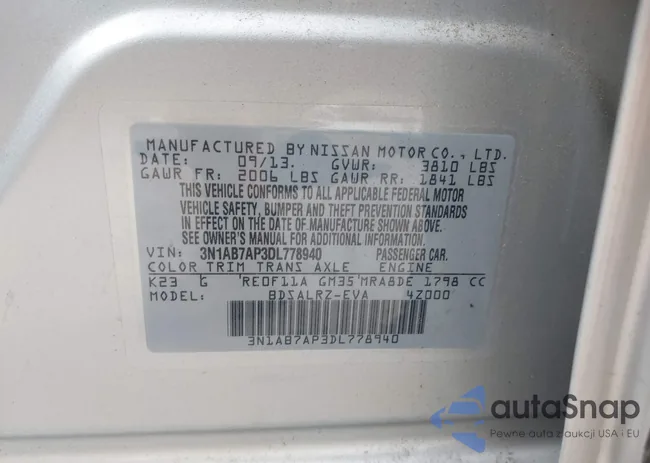 MANUFACTURED BY NISSAN MOTOR CO., LTD.
DATE: 09/13. GVWR: 3810 LBS
GAWR FR: 2006 LBS GAWR RR: 1841 LBS
THIS VEHICLE CONFORMS TO ALL APPLICABLE FEDERAL MOTOR
VEHICLE SAFETY, BUMPER AND THEFT PREVENTION STANDARDS
IN EFFECT ON THE DATE OF MANUFACTURE SHOWN ABOVE.
SEE OWNER'S MANUAL FOR ADDITIONAL INFORMATION.
VIN: 3N1AB7AP3DL778940 PASSENGER CAR.
COLOR TRIM TRANS AXLE ENGINE
K23 G RE0F11A GM35 MRA8DE 1798 CC
MODEL: BDSALRZ-EVA 4Z000
3N1AB7AP3DL778940
autoSnap
Pewne auta z aukcji USA i EU